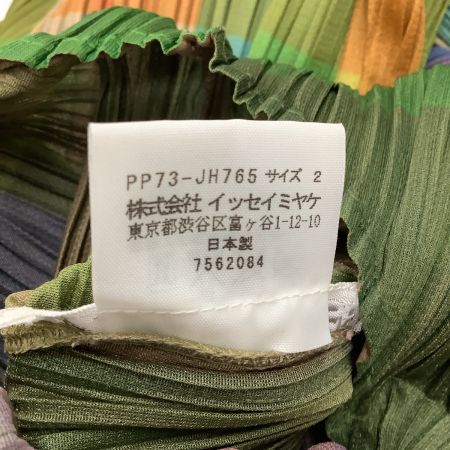 PP73-JH765 サイズ 2
株式会社 イッセイミヤケ
東京都渋谷区富ヶ谷1-12-10
日本製
7562084